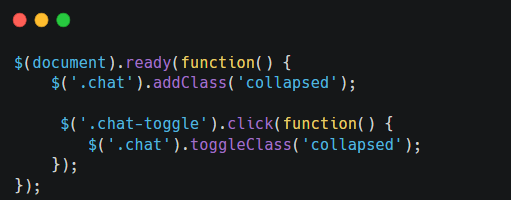 $(document).ready(function() {
    $('.chat').addClass('collapsed');

     $('.chat-toggle').click(function() {
        $('.chat').toggleClass('collapsed');
    });
});